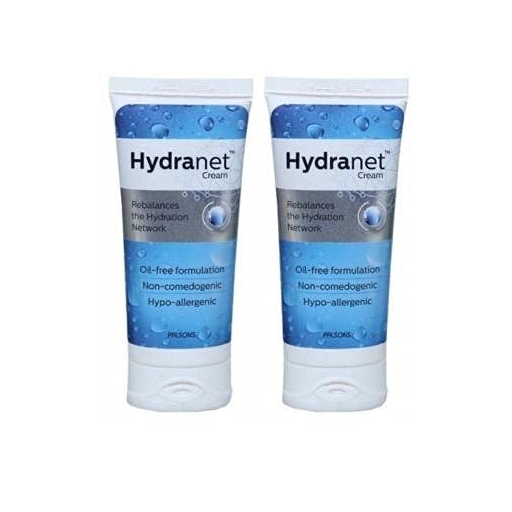 Hydranet™
Cream
Rebalances
the Hydration
Network
Oil-free formulation
Non-comedogenic
Hypo-allergenic
PALSONS
Hydranet™
Cream
Rebalances
the Hydration
Network
Oil-free formulation
Non-comedogenic
Hypo-allergenic
PALSONS